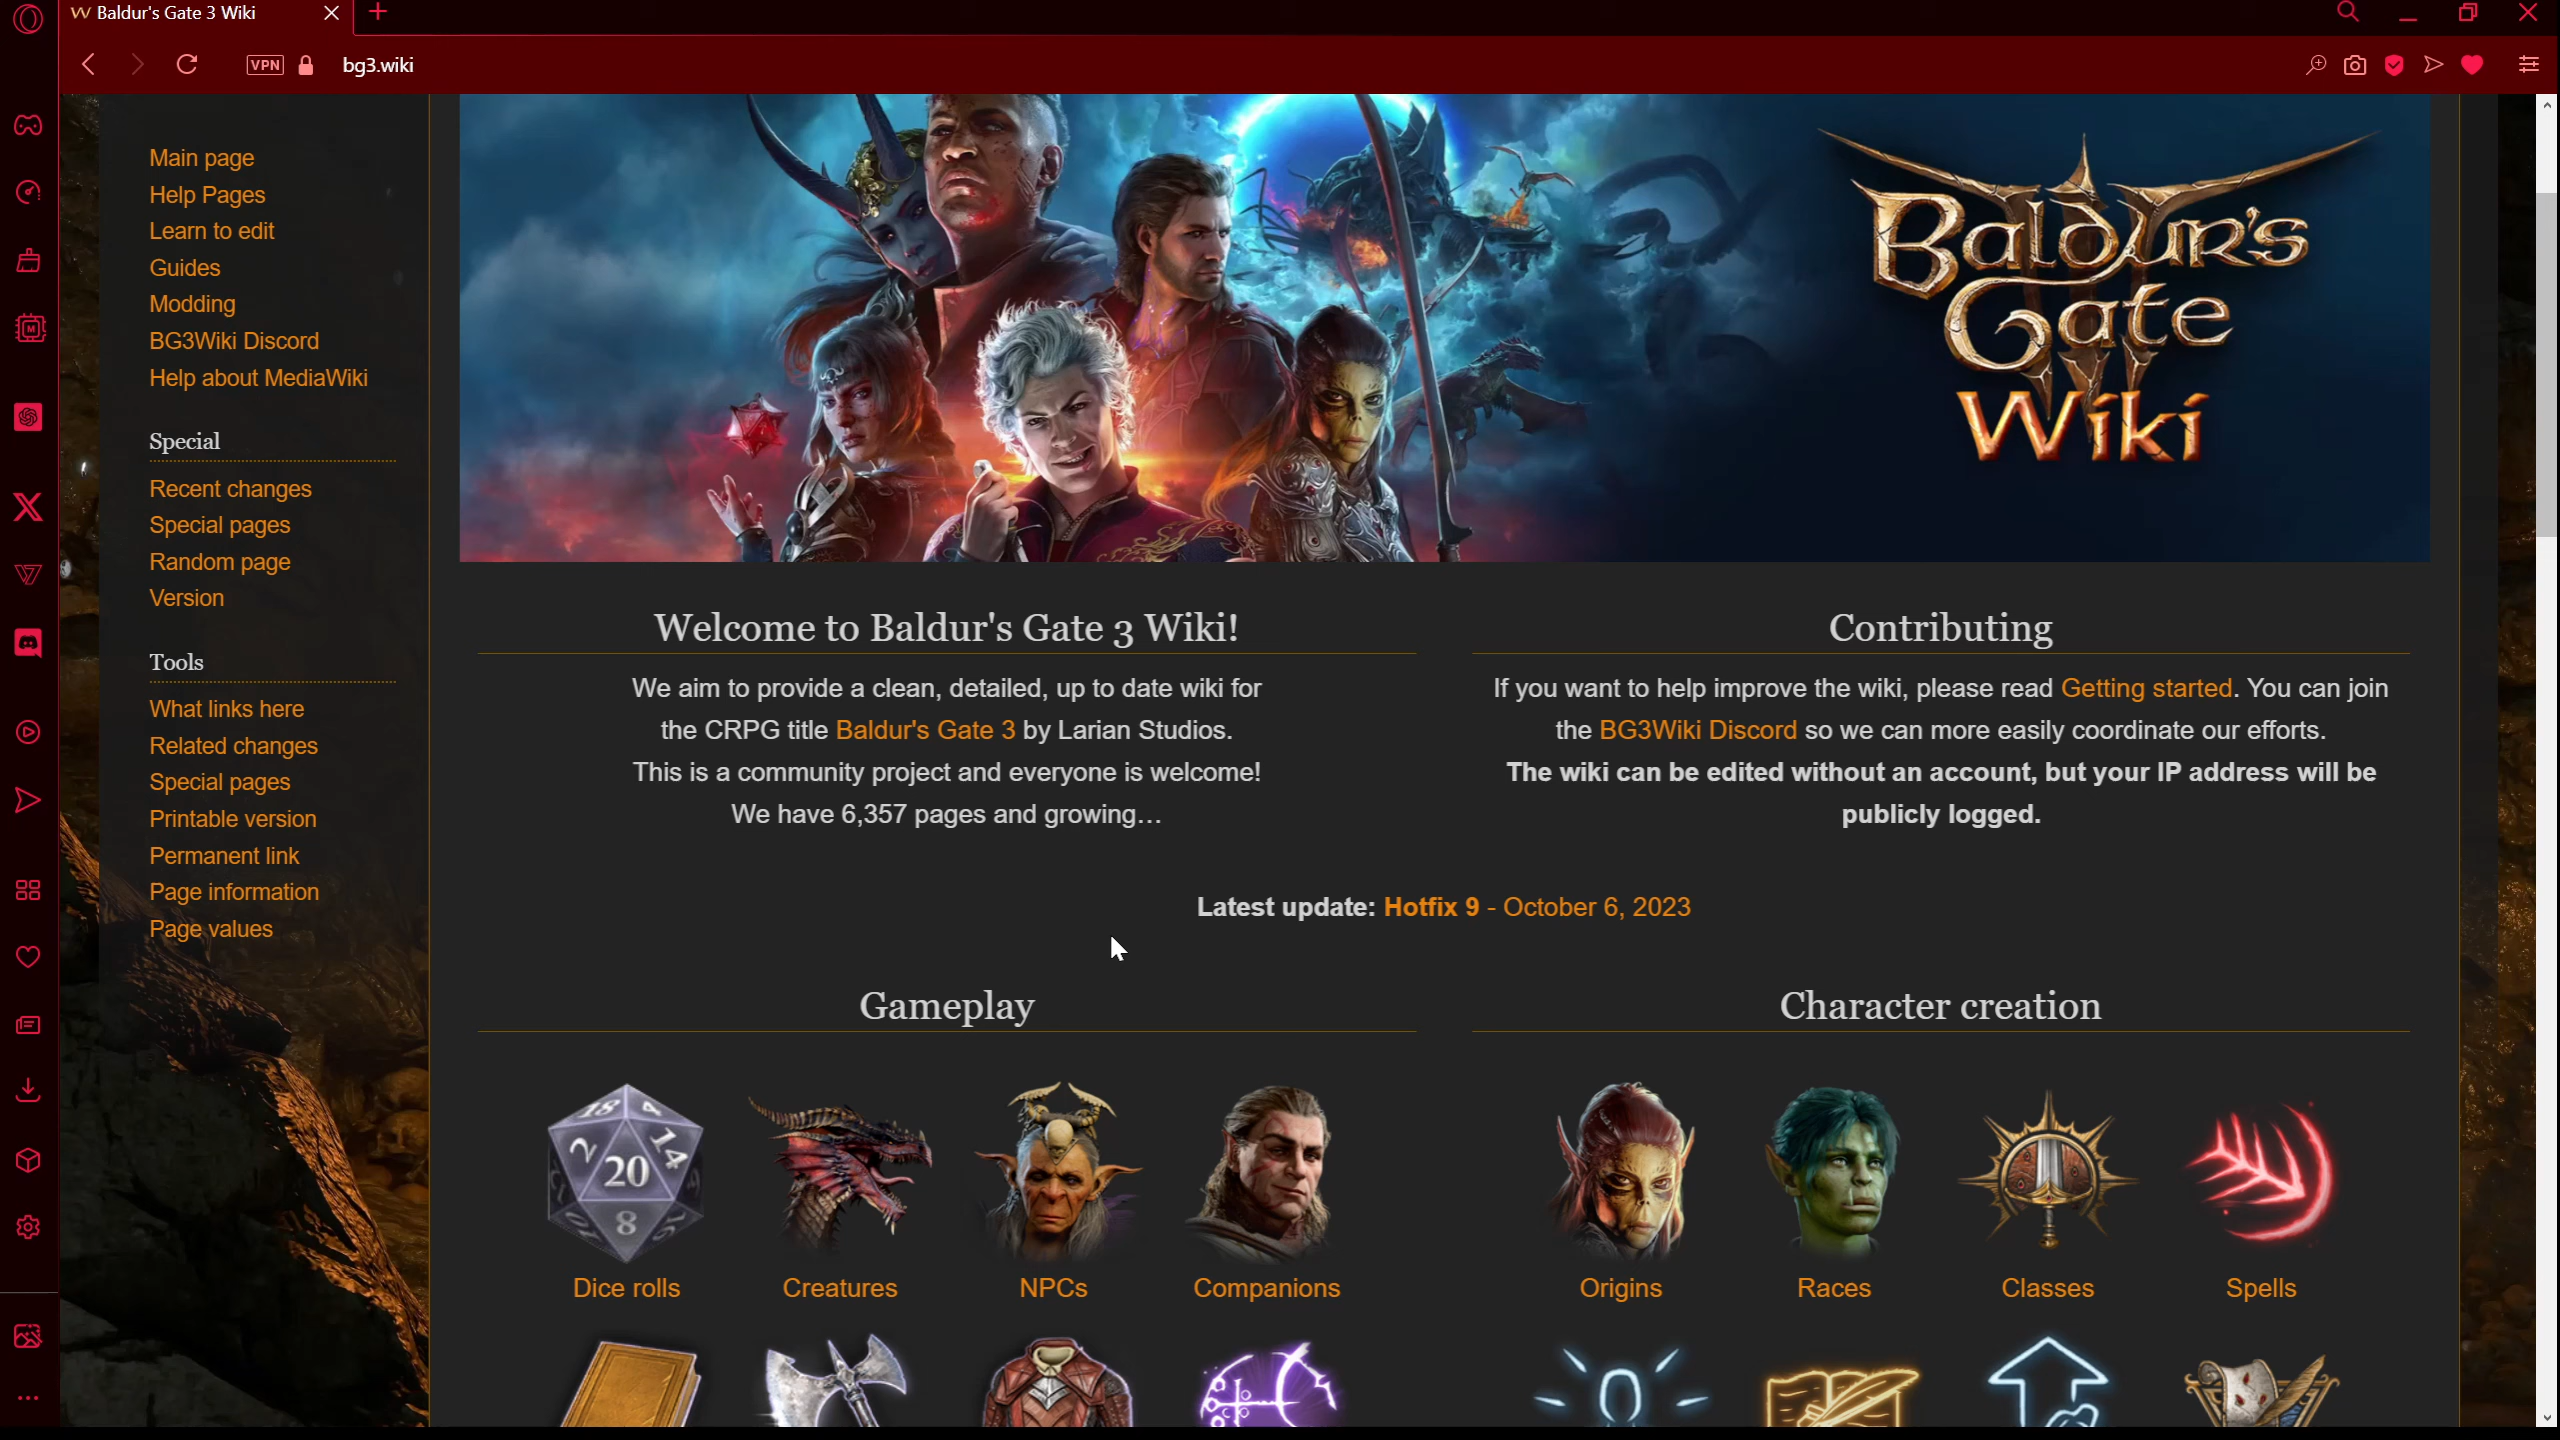 Baldur's Gate 3 Wiki
VPN
bg3.wiki
Main page
Help Pages
Learn to edit
Guides
Modding
BG3Wiki Discord
Help about MediaWiki
Special
Recent changes
Special pages
Random page
Version
Tools
What links here
Related changes
Special pages
Printable version
Permanent link
Page information
Page values
Baldur's
Gate
Wiki
Welcome to Baldur's Gate 3 Wiki!
We aim to provide a clean, detailed, up to date wiki for
the CRPG title Baldur's Gate 3 by Larian Studios.
This is a community project and everyone is welcome!
We have 6,357 pages and growing…
Contributing
If you want to help improve the wiki, please read Getting started. You can join
the BG3Wiki Discord so we can more easily coordinate our efforts.
The wiki can be edited without an account, but your IP address will be
publicly logged.
Latest update: Hotfix 9 - October 6, 2023
Gameplay
18 4
2 14
20
8
Dice rolls
Creatures
NPCs
Companions
Character creation
Origins
Races
Classes
Spells